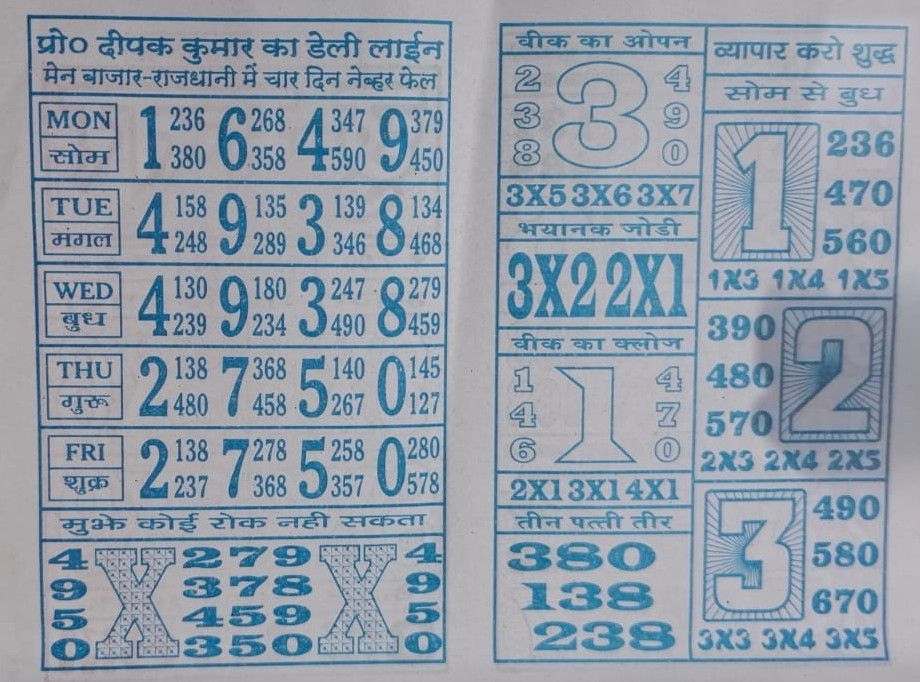 प्रो० दीपक कुमार का डेली लाईन
मेन बाजार-राजधानी में चार दिन नेव्हर फेल
MON 1 236 6 268 4 347 9 379
सोम 380 358 590 450
TUE 4 158 9 135 3 139 8 134
मंगल 248 289 346 468
WED 4 130 9 180 3 247 8 279
बुध 239 234 490 459
THU 2 138 7 368 5 140 0 145
गुरू 480 458 267 127
FRI 2 138 7 278 5 258 0 280
शुक्र 237 368 357 578
मुझे कोई रोक नही सकता
4 X 279 X 4
9 378 9
5 459 5
0 350 0
वीक का ओपन
2 3 4
3 9
8 0
3X5 3X6 3X7
भयानक जोडी
3X2 2X1
वीक का क्लोज
1 1 4
4 7
6 0
2X1 3X1 4X1
तीन पत्ती तीर
380
138
238
व्यापार करो शुद्ध
सोम से बुध
1 236
470
560
1X3 1X4 1X5
390 2
480
570
2X3 2X4 2X5
3 490
580
670
3X3 3X4 3X5